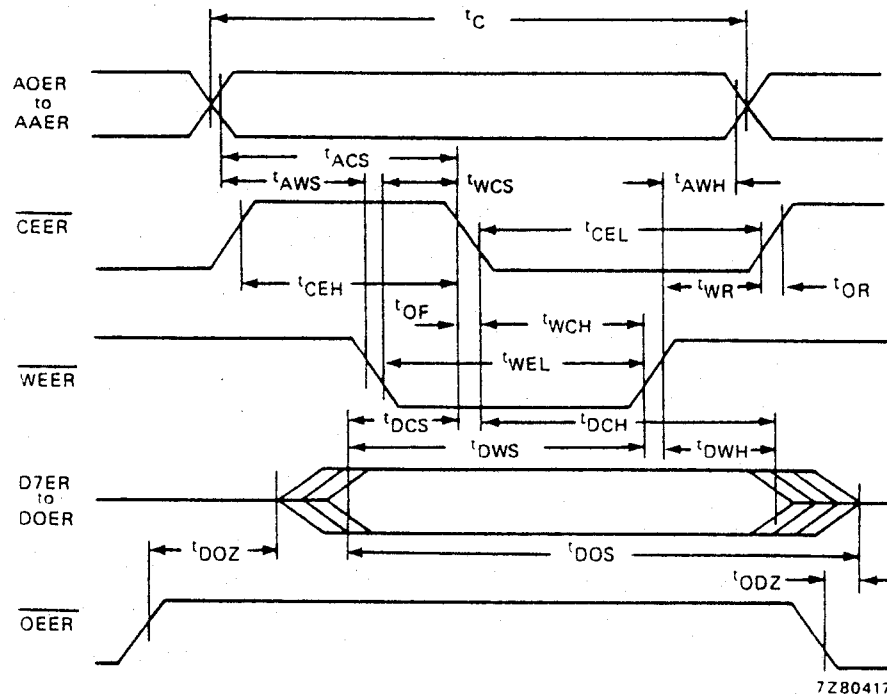 tC
AOER
to
AAER
tACS
tAWS
tWCS
tAWH
CEER
tCEL
tCEH
tWR
tOR
tOF
tWCH
WEER
tWEL
tDCS
tDCH
tDWS
tDWH
D7ER
to
DOER
tDOZ
tDOS
tODZ
OEER
7Z80417